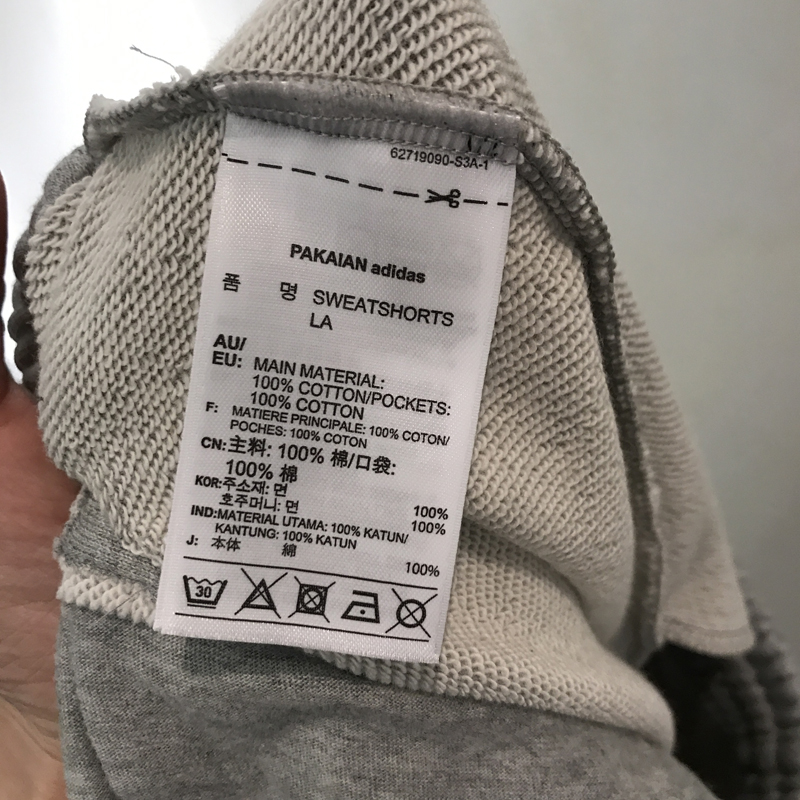 62719090-S3A-1
PAKAIAN adidas
품 명 SWEATSHORTS
LA
AU/
EU: MAIN MATERIAL:
100% COTTON/POCKETS:
100% COTTON
F: MATIERE PRINCIPALE: 100% COTON/
POCHES: 100% COTON
CN:主料: 100% 棉/口袋:
100% 棉
KOR:주소재: 면 100%
호주머니: 면 100%
IND:MATERIAL UTAMA: 100% KATUN/
KANTUNG: 100% KATUN
J: 本体 綿 100%
30